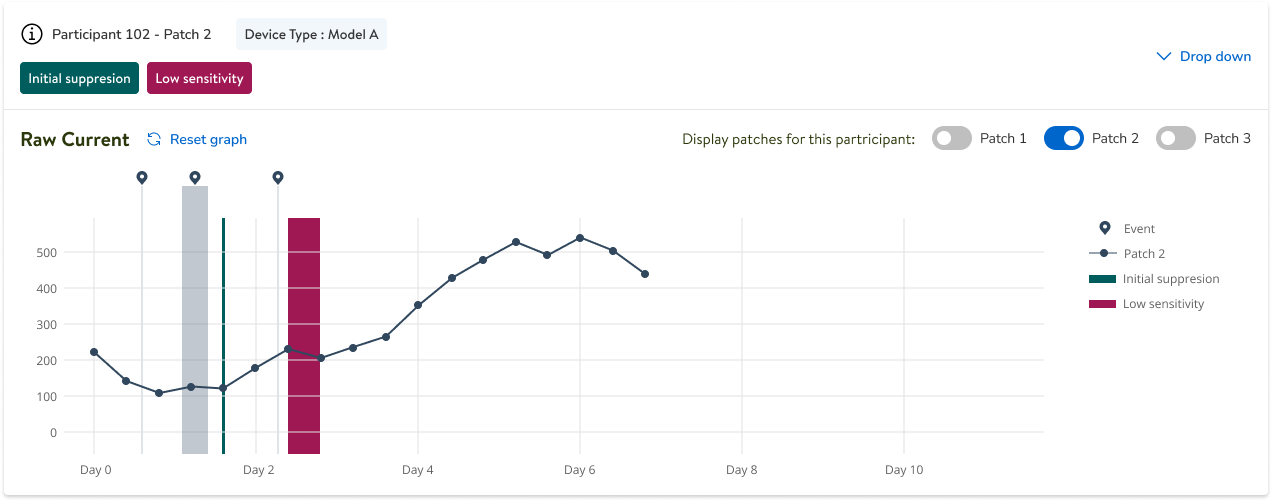 Participant 102 - Patch 2
Device Type : Model A
Drop down
Initial suppresion
Low sensitivity
Raw Current
Reset graph
Display patches for this partricipant:
Patch 1
Patch 2
Patch 3
500
400
300
200
100
0
Day 0
Day 2
Day 4
Day 6
Day 8
Day 10
Event
Patch 2
Initial suppresion
Low sensitivity